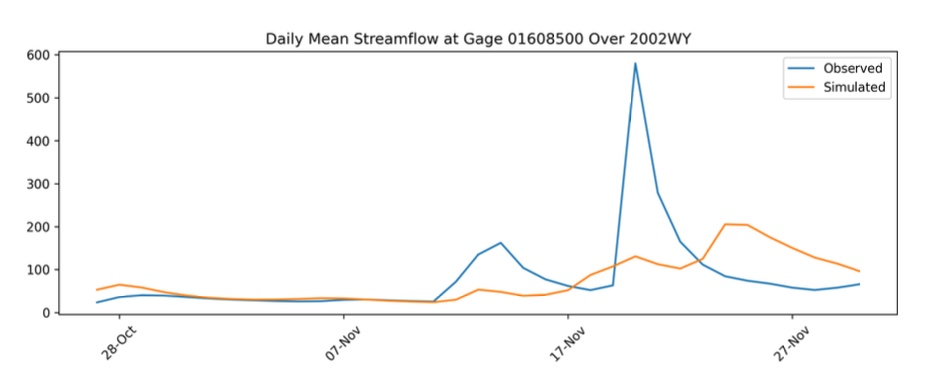 Daily Mean Streamflow at Gage 01608500 Over 2002WY
600
500
400
300
200
100
0
Observed
Simulated
28-Oct
07-Nov
17-Nov
27-Nov